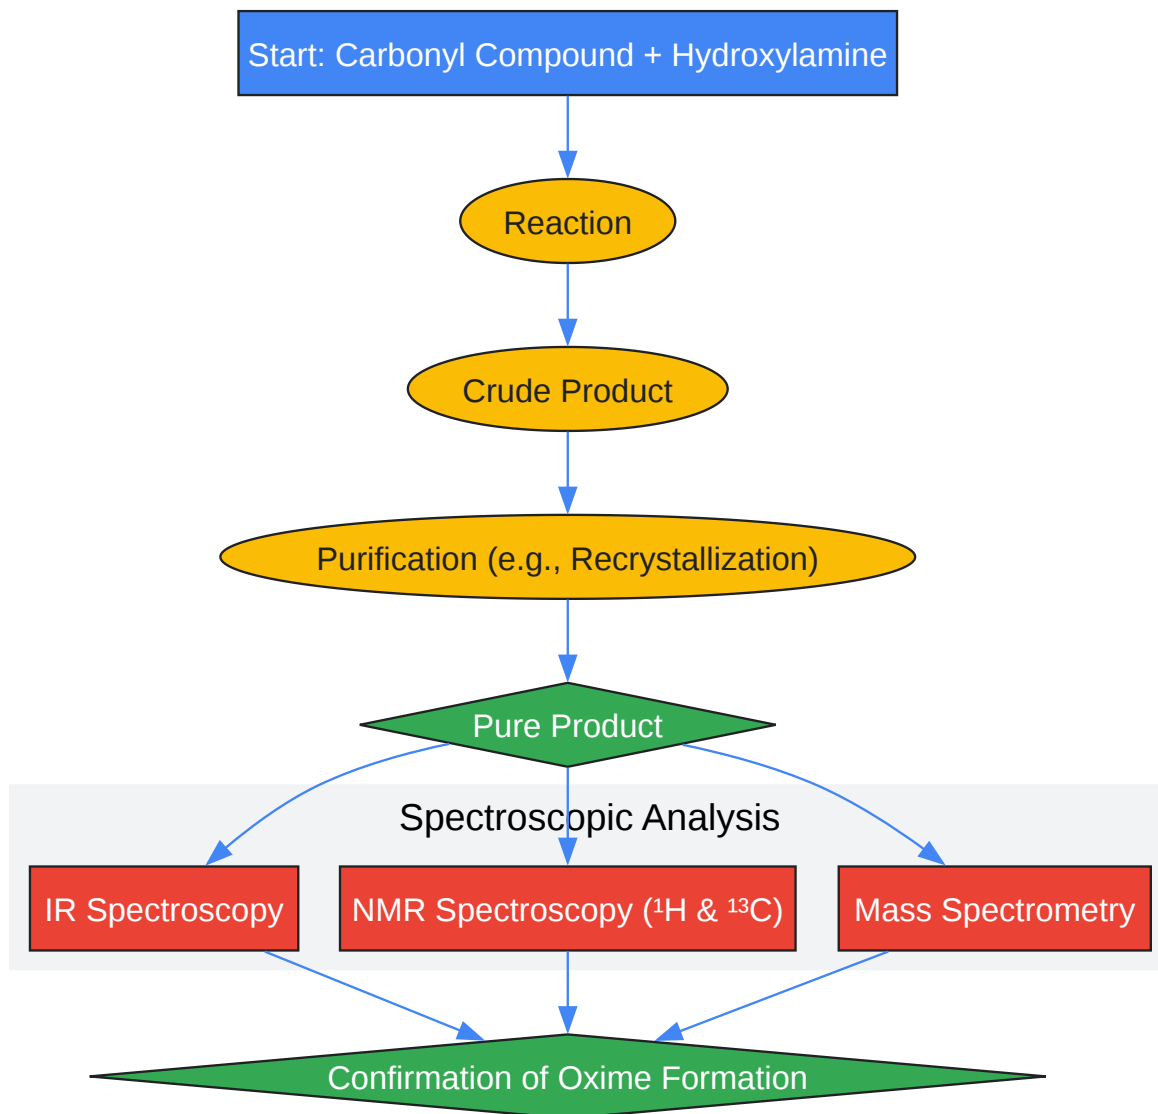 Start: Carbonyl Compound + Hydroxylamine
Reaction
Crude Product
Purification (e.g., Recrystallization)
Pure Product
Spectroscopic Analysis
IR Spectroscopy
NMR Spectroscopy (¹H & ¹³C)
Mass Spectrometry
Confirmation of Oxime Formation